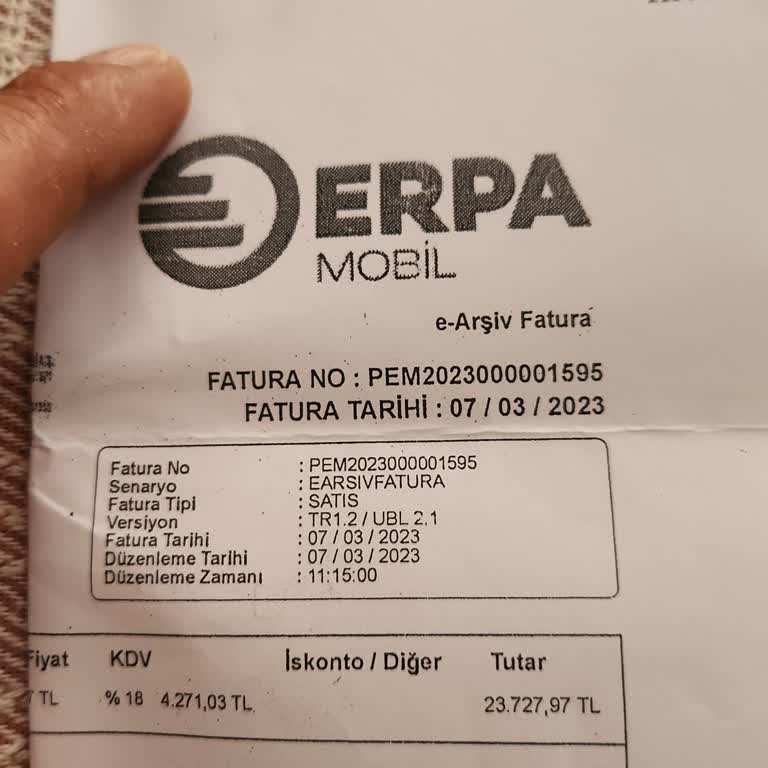 ERPA
MOBİL
e-Arşiv Fatura
FATURA NO : PEM2023000001595
FATURA TARİHİ : 07 / 03 / 2023
Fatura No : PEM2023000001595
Senaryo : EARSIVFATURA
Fatura Tipi : SATIS
Versiyon : TR1.2 / UBL 2.1
Fatura Tarihi : 07 / 03 / 2023
Düzenleme Tarihi : 07 / 03 / 2023
Düzenleme Zamanı : 11:15:00
Fiyat KDV İskonto / Diğer Tutar
7 TL % 18 4.271,03 TL 23.727,97 TL